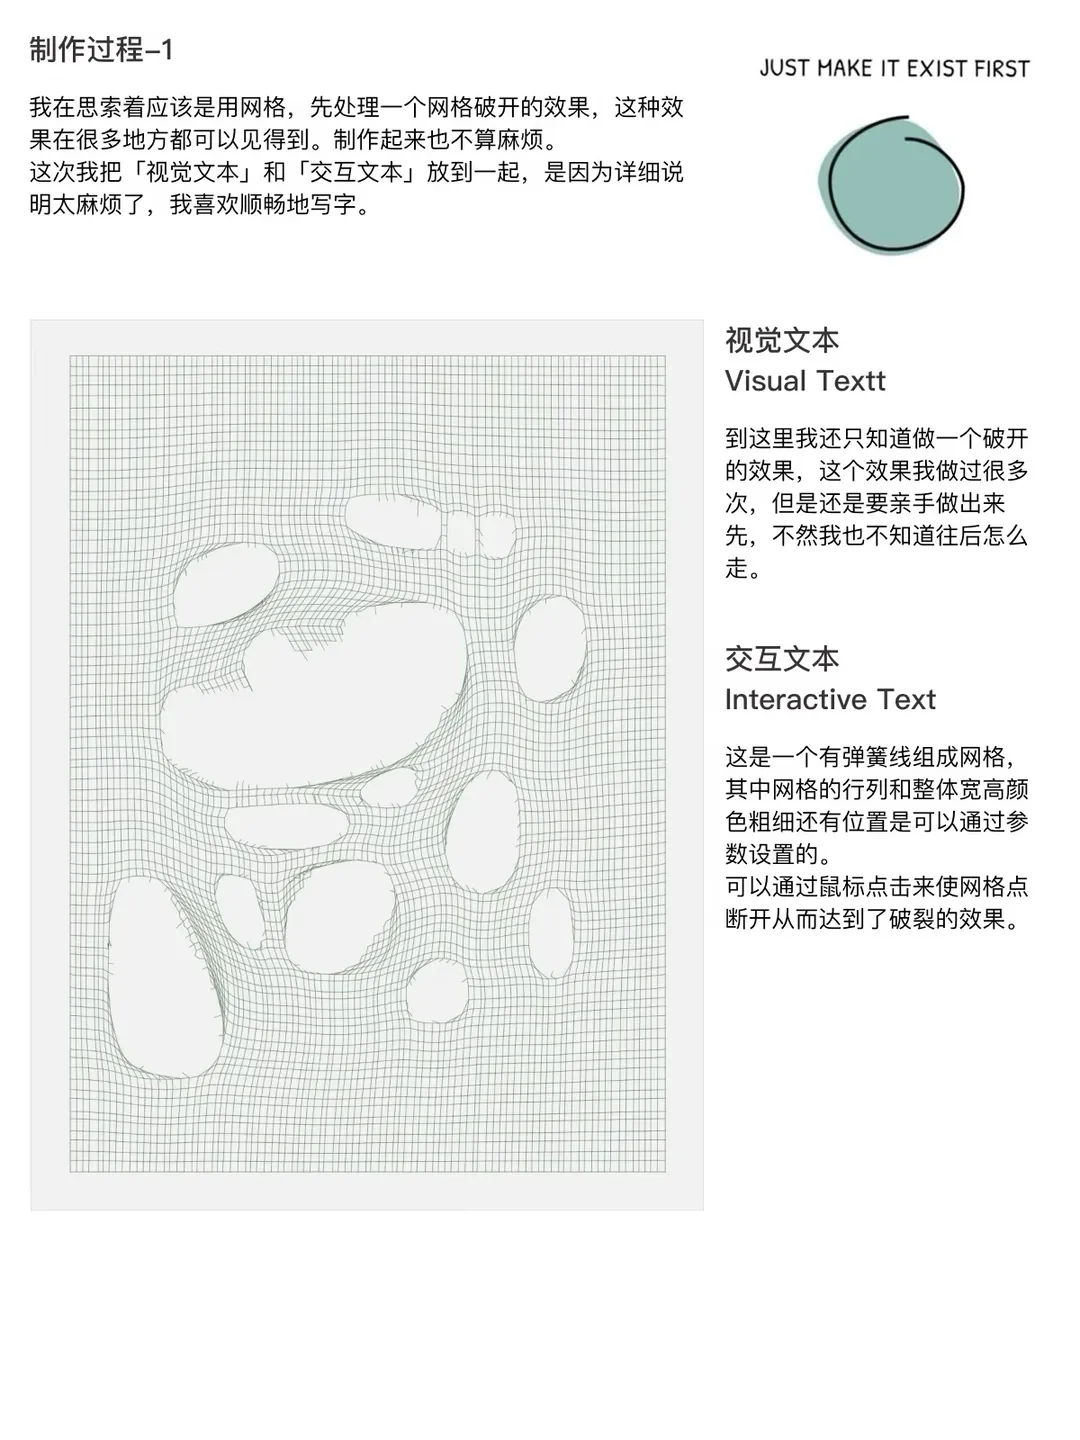 制作过程–1
我在思索着应该是用网格，先处理一个网格破开的效果，这种效
果在很多地方都可以见得到。制作起来也不算麻烦。
这次我把「视觉文本」和「交互文本」放到一起，是因为详细说
明太麻烦了，我喜欢顺畅地写字。
JUST MAKE IT EXIST FIRST
视觉文本
Visual Textt
到这里我还只知道做一个破开
的效果，这个效果我做过很多
次，但是还是要亲手做出来
先，不然我也不知道往后怎么
走。
交互文本
Interactive Text
这是一个有弹簧线组成网格，
其中网格的行列和整体宽高颜
色粗细还有位置是可以通过参
数设置的。
可以通过鼠标点击来使网格点
断开从而达到了破裂的效果。